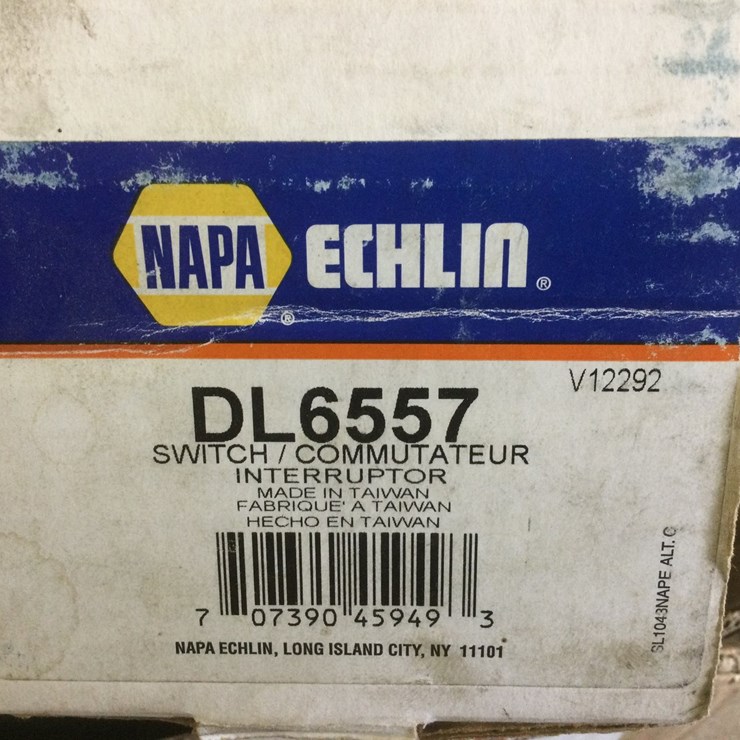 NAPA ECHLIN®
®
V12292
DL6557
SWITCH / COMMUTATEUR
INTERRUPTOR
MADE IN TAIWAN
FABRIQUE' A TAIWAN
HECHO EN TAIWAN
7 07390 45949 3
NAPA ECHLIN, LONG ISLAND CITY, NY 11101
SL1043NAPE ALT. C